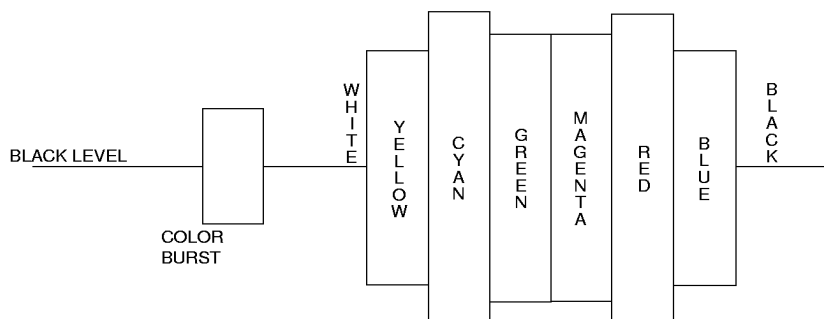 BLACK LEVEL
COLOR
BURST
WHITE
YELLOW
CYAN
GREEN
MAGENTA
RED
BLUE
BLACK